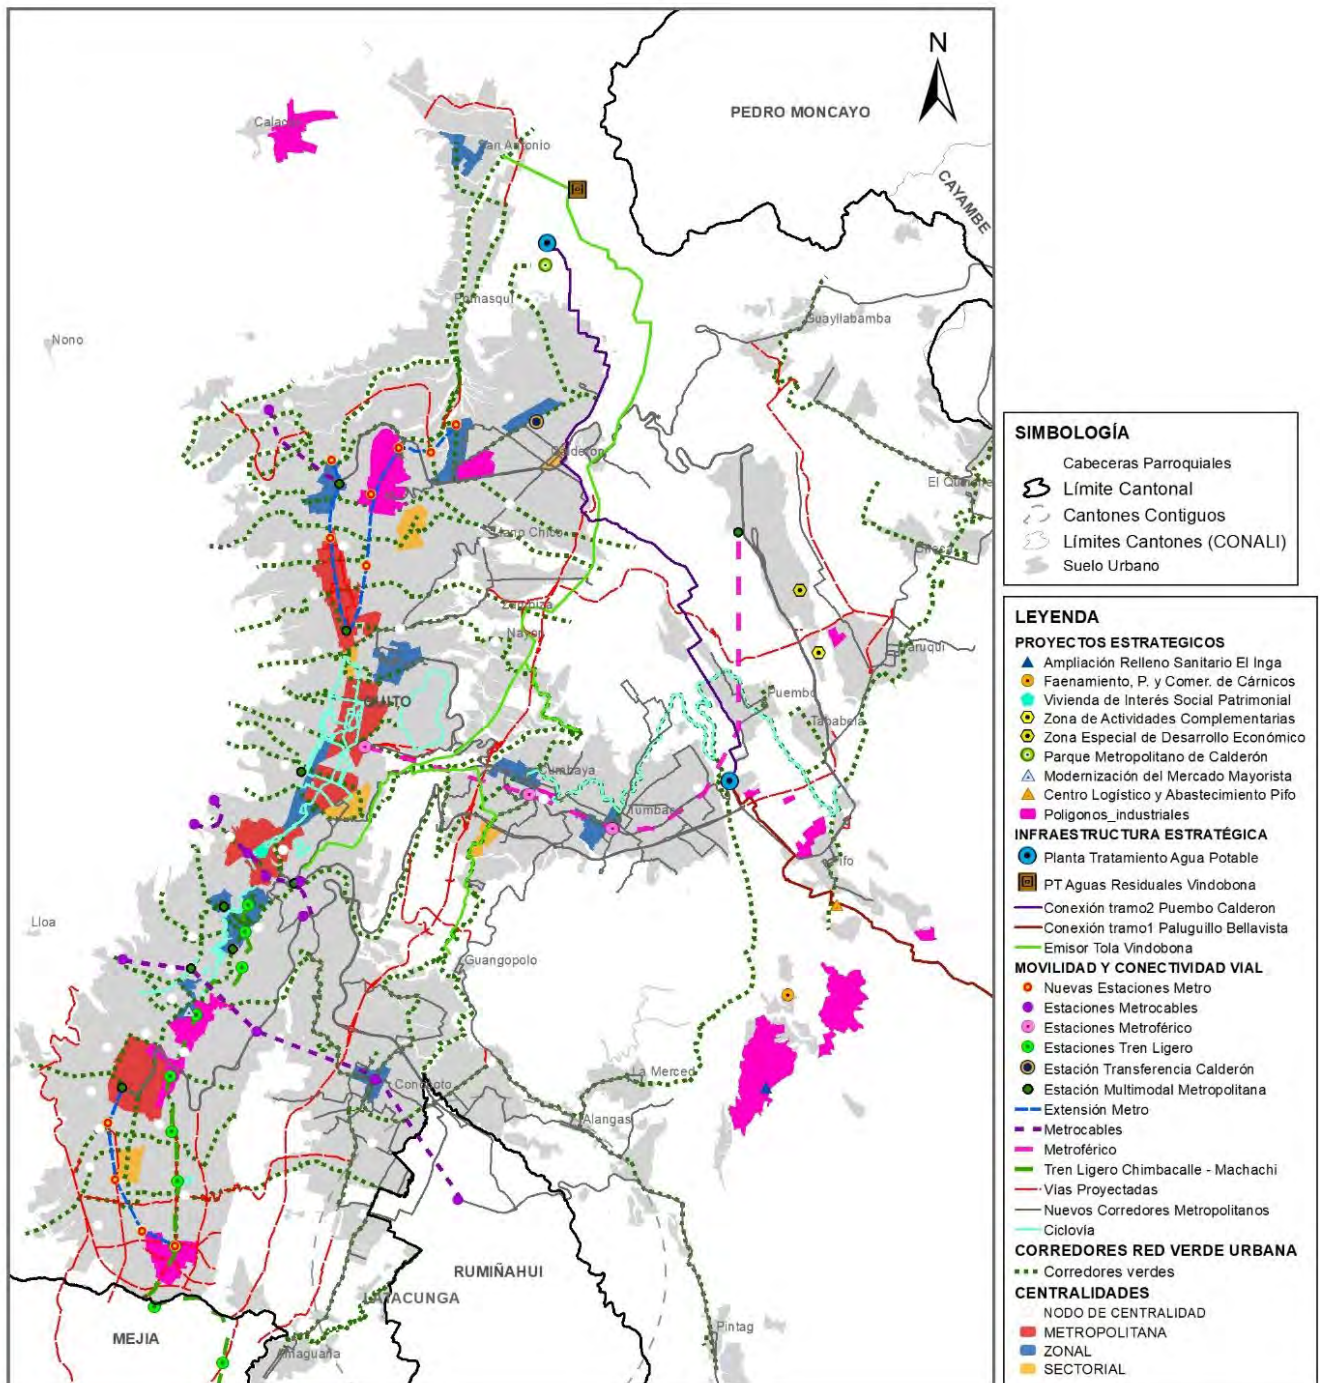 N
PEDRO MONCAYO
CAYAMBE
San Antonio
Pomasqui
Guayllabamba
Nono
Calderón
Llano Chico
Zambiza
Nayon
Yaruqui
QUITO
Puembo
Tababela
Cumbaya
Tumbaco
Pifo
Lloa
Guangopolo
La Merced
Conocoto
Alangas
RUMIÑAHUI
LATACUNGA
MEJIA
Amaguaña
Pintag
SIMBOLOGÍA
Cabeceras Parroquiales
Límite Cantonal
Cantones Contiguos
Límites Cantones (CONALI)
Suelo Urbano
LEYENDA
PROYECTOS ESTRATEGICOS
Ampliación Relleno Sanitario El Inga
Faenamiento, P. y Comer. de Cárnicos
Vivienda de Interés Social Patrimonial
Zona de Actividades Complementarias
Zona Especial de Desarrollo Económico
Parque Metropolitano de Calderón
Modernización del Mercado Mayorista
Centro Logístico y Abastecimiento Pifo
Poligonos_industriales
INFRAESTRUCTURA ESTRATÉGICA
Planta Tratamiento Agua Potable
PT Aguas Residuales Vindobona
Conexión tramo2 Puembo Calderon
Conexión tramo1 Paluguillo Bellavista
Emisor Tola Vindobona
MOVILIDAD Y CONECTIVIDAD VIAL
Nuevas Estaciones Metro
Estaciones Metrocables
Estaciones Metroférico
Estaciones Tren Ligero
Estación Transferencia Calderón
Estación Multimodal Metropolitana
Extensión Metro
Metrocables
Metroférico
Tren Ligero Chimbacalle - Machachi
Vías Proyectadas
Nuevos Corredores Metropolitanos
Ciclovía
CORREDORES RED VERDE URBANA
Corredores verdes
CENTRALIDADES
NODO DE CENTRALIDAD
METROPOLITANA
ZONAL
SECTORIAL